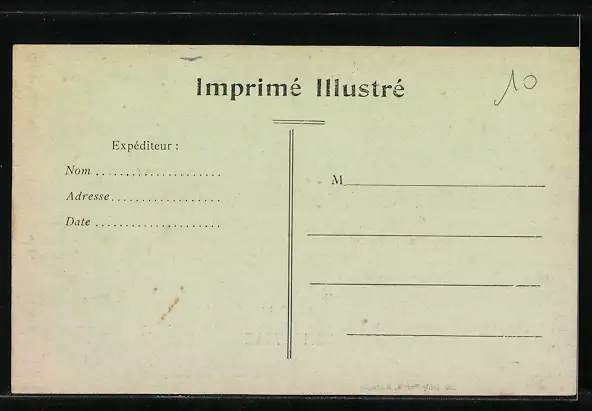 Imprimé Illustré
10
Expéditeur :
Nom .....................
Adresse...................
Date .....................
M